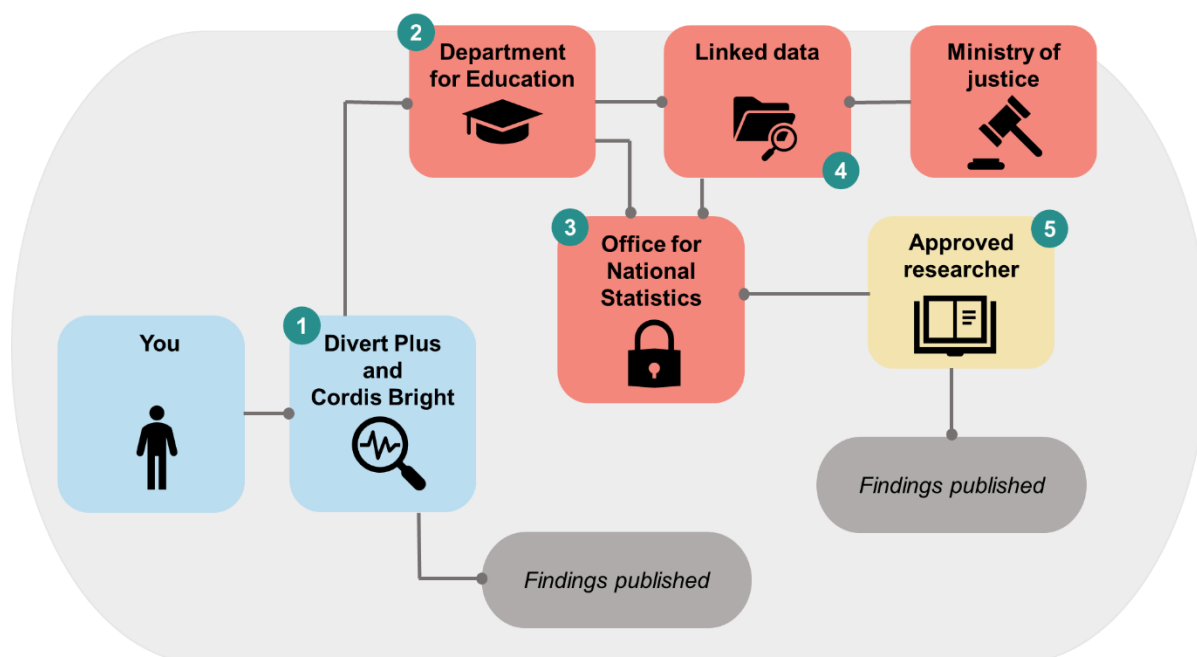 2
Department
for Education
Linked data
4
Ministry of
justice
3
Office for
National
Statistics
5
Approved
researcher
You
1
Divert Plus
and
Cordis Bright
Findings published
Findings published